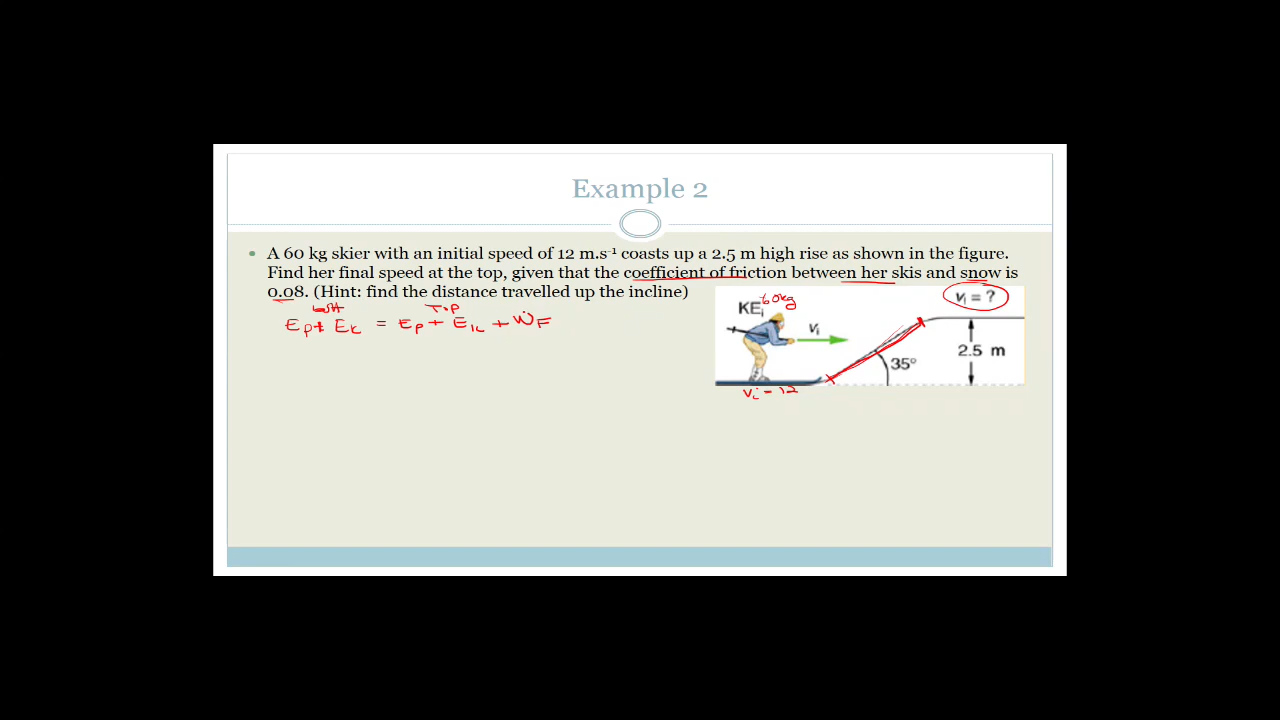 Example 2
A 60 kg skier with an initial speed of 12 m.s⁻¹ coasts up a 2.5 m high rise as shown in the figure.
Find her final speed at the top, given that the coefficient of friction between her skis and snow is
0.08. (Hint: find the distance travelled up the incline)
Top
Ep + Ek = Ep + Ek + WF
60kg
KEi
vi
vi = ?
2.5 m
35°
vi = 12